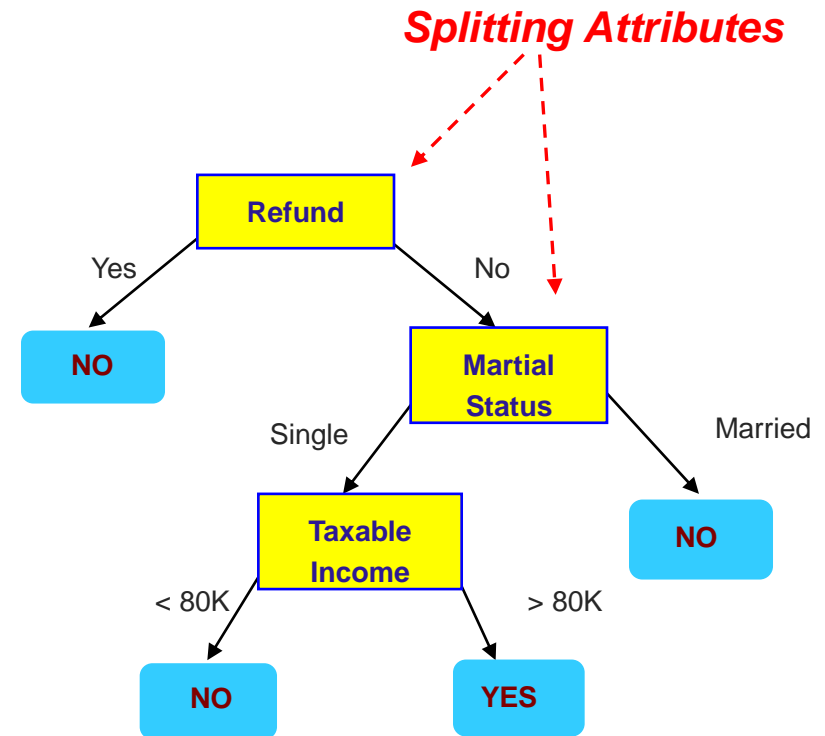 Splitting Attributes
Refund
Yes
No
NO
Martial
Status
Single
Married
Taxable
Income
NO
< 80K
> 80K
NO
YES